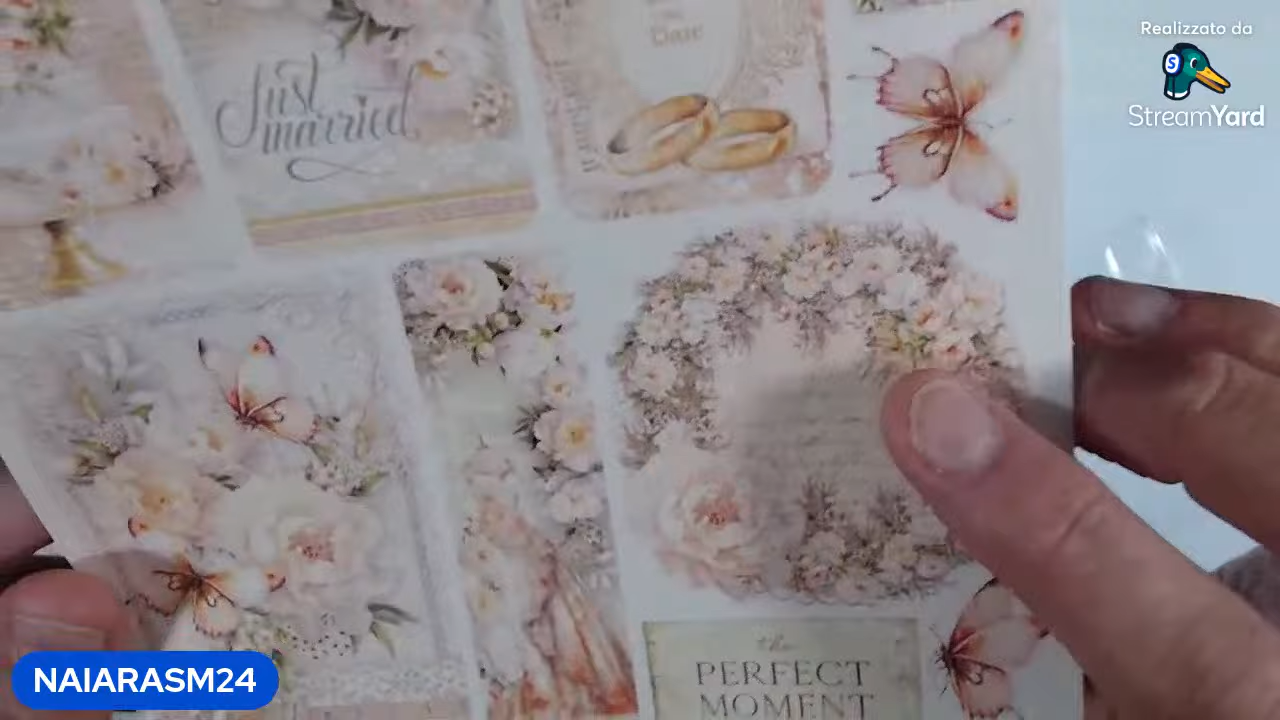 Realizzato da
StreamYard
Date
Just
married
the
PERFECT
MOMENT
NAIARASM24